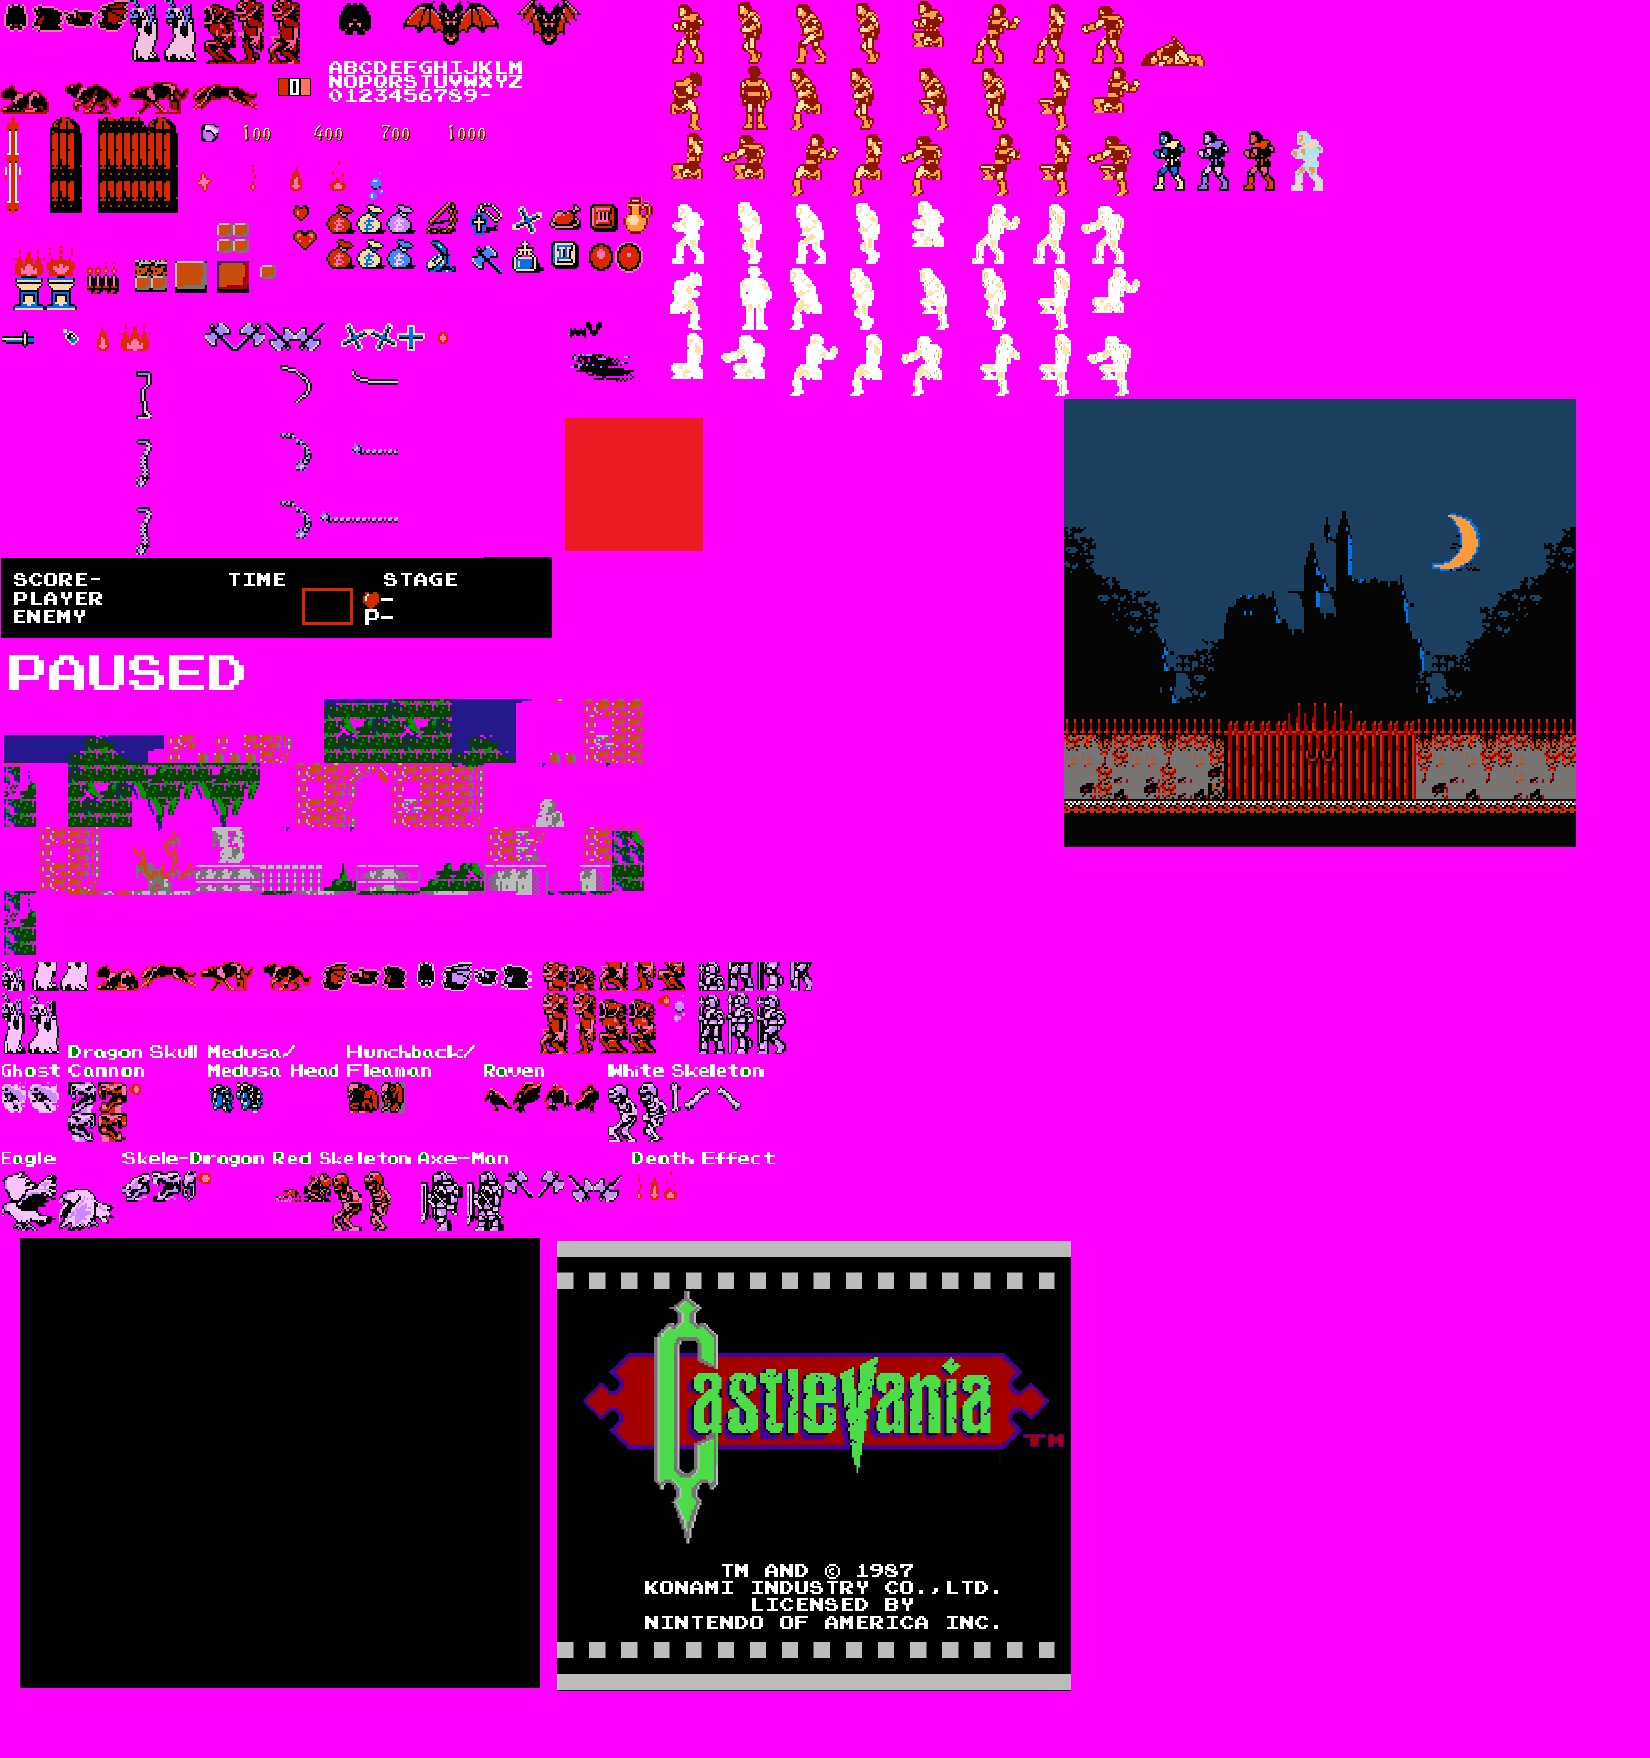 ABCDEFGHIJKLM
NOPQRSTUVWXYZ
0123456789-
100 400 700 1000
II
SCORE- TIME STAGE
PLAYER -
ENEMY P-
PAUSED
Dragon Skull Medusa/ Hunchback/
Ghost Cannon Medusa Head Fleaman Raven White Skeleton
Eagle Skele-Dragon Red Skeleton Axe-Man Death Effect
Castlevania
TM
TM AND © 1987
KONAMI INDUSTRY CO.,LTD.
LICENSED BY
NINTENDO OF AMERICA INC.